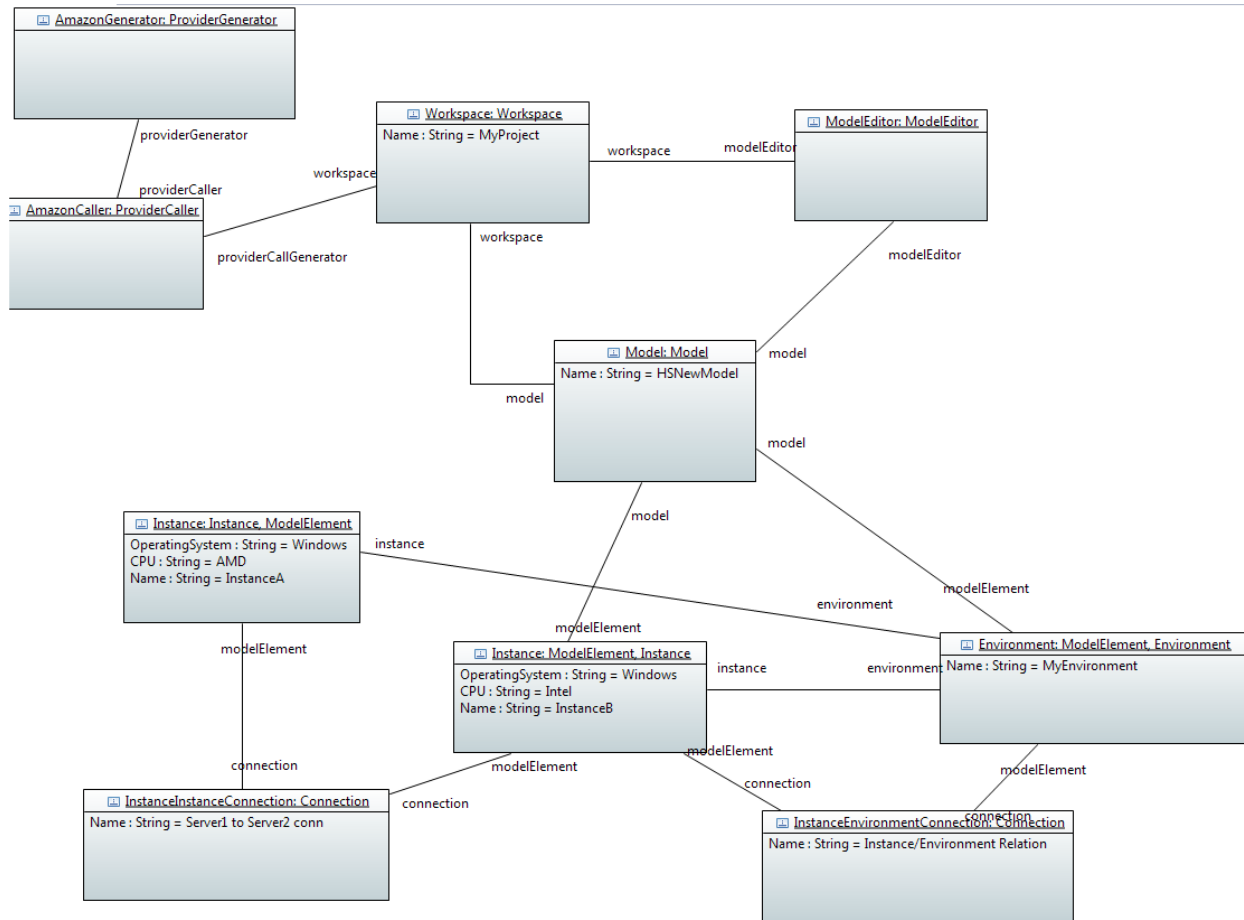 AmazonGenerator: ProviderGenerator
providerGenerator
providerCaller
AmazonCaller: ProviderCaller
providerCallGenerator
workspace
Workspace: Workspace
Name : String = MyProject
workspace
modelEditor
ModelEditor: ModelEditor
workspace
modelEditor
Model: Model
Name : String = HSNewModel
model
model
model
model
Instance: Instance, ModelElement
OperatingSystem : String = Windows
CPU : String = AMD
Name : String = InstanceA
instance
environment
modelElement
modelElement
modelElement
Instance: ModelElement, Instance
OperatingSystem : String = Windows
CPU : String = Intel
Name : String = InstanceB
instance
environment
Environment: ModelElement, Environment
Name : String = MyEnvironment
connection
modelElement
connection
modelElement
connection
modelElement
connection
InstanceInstanceConnection: Connection
Name : String = Server1 to Server2 conn
InstanceEnvironmentConnection: Connection
Name : String = Instance/Environment Relation